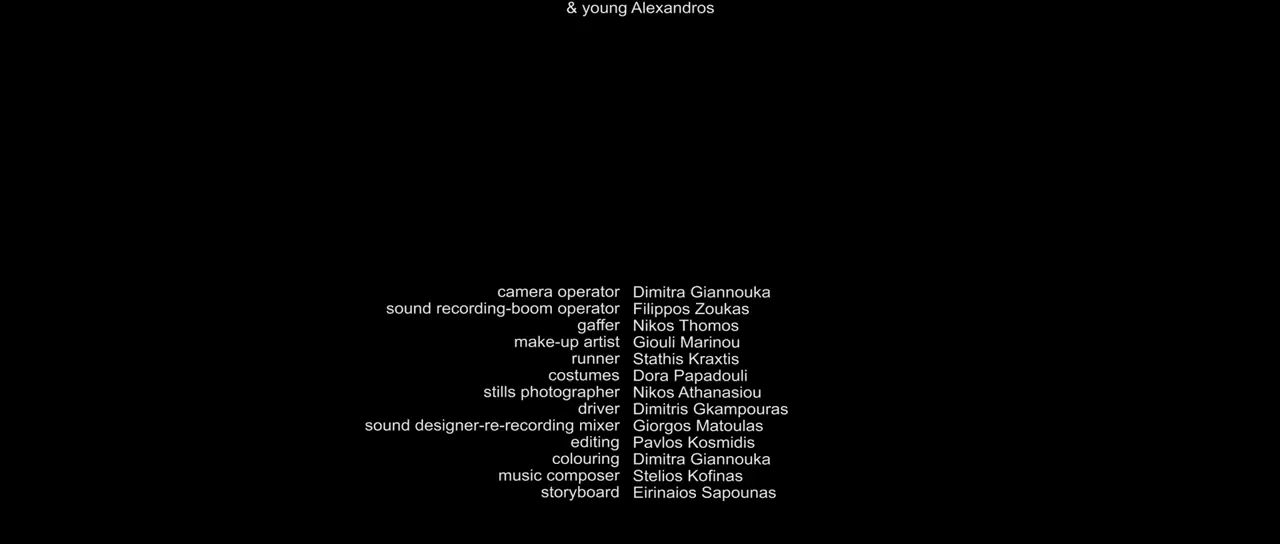 & young Alexandros
camera operator Dimitra Giannouka
sound recording-boom operator Filippos Zoukas
gaffer Nikos Thomos
make-up artist Giouli Marinou
runner Stathis Kraxtis
costumes Dora Papadouli
stills photographer Nikos Athanasiou
driver Dimitris Gkampouras
sound designer-re-recording mixer Giorgos Matoulas
editing Pavlos Kosmidis
colouring Dimitra Giannouka
music composer Stelios Kofinas
storyboard Eirinaios Sapounas